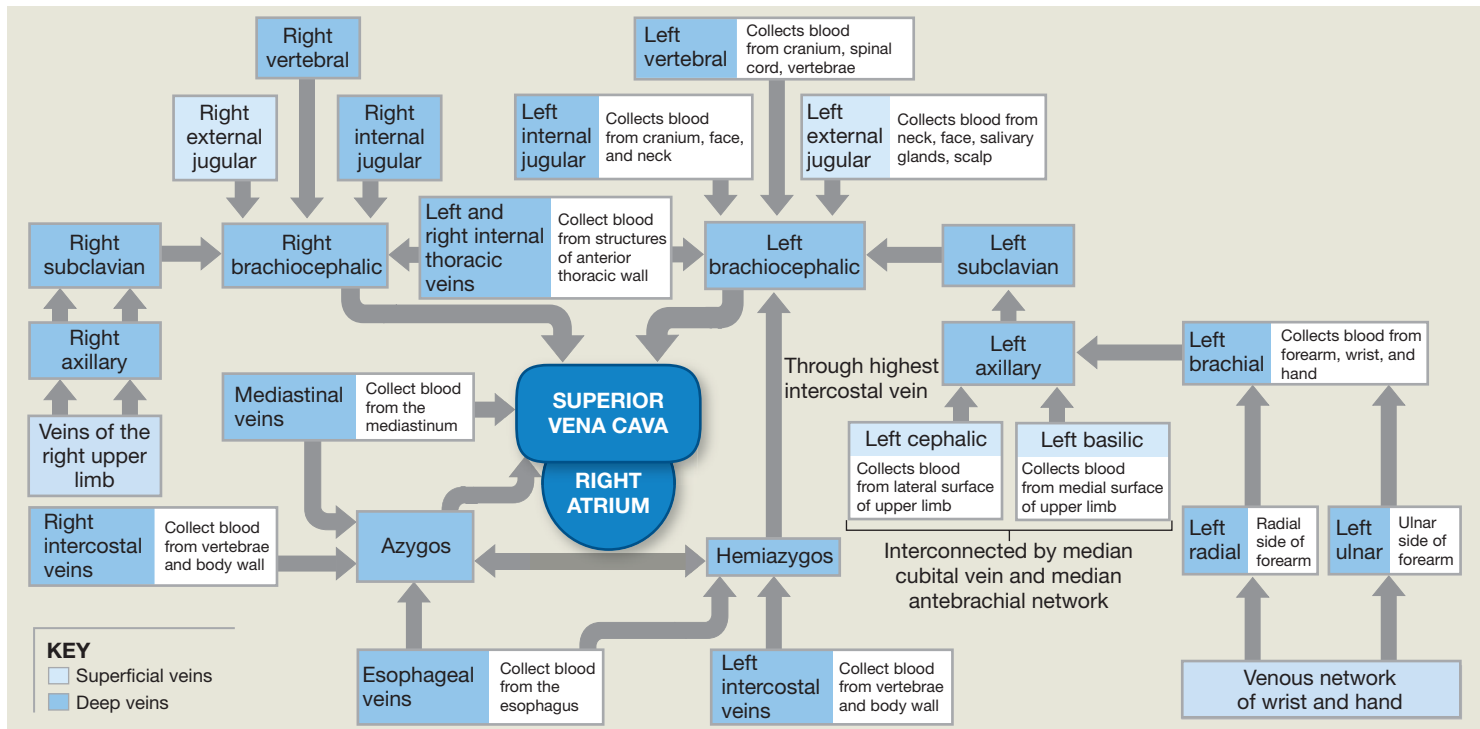 Right
vertebral
Left
vertebral
Collects blood
from cranium, spinal
cord, vertebrae
Right
external
jugular
Right
internal
jugular
Left
internal
jugular
Collects blood
from cranium, face,
and neck
Left
external
jugular
Collects blood from
neck, face, salivary
glands, scalp
Right
subclavian
Right
brachiocephalic
Left and
right internal
thoracic
veins
Collect blood
from structures
of anterior
thoracic wall
Left
brachiocephalic
Left
subclavian
Right
axillary
Veins of the
right upper
limb
Mediastinal
veins
Collect blood
from the
mediastinum
SUPERIOR
VENA CAVA
RIGHT
ATRIUM
Through highest
intercostal vein
Left
axillary
Left
brachial
Collects blood from
forearm, wrist, and
hand
Left cephalic
Collects blood
from lateral surface
of upper limb
Left basilic
Collects blood
from medial surface
of upper limb
Interconnected by median
cubital vein and median
antebrachial network
Left
radial
Radial
side of
forearm
Left
ulnar
Ulnar
side of
forearm
Right
intercostal
veins
Collect blood
from vertebrae
and body wall
Azygos
Hemiazygos
KEY
Superficial veins
Deep veins
Esophageal
veins
Collect blood
from the
esophagus
Left
intercostal
veins
Collect blood
from vertebrae
and body wall
Venous network
of wrist and hand